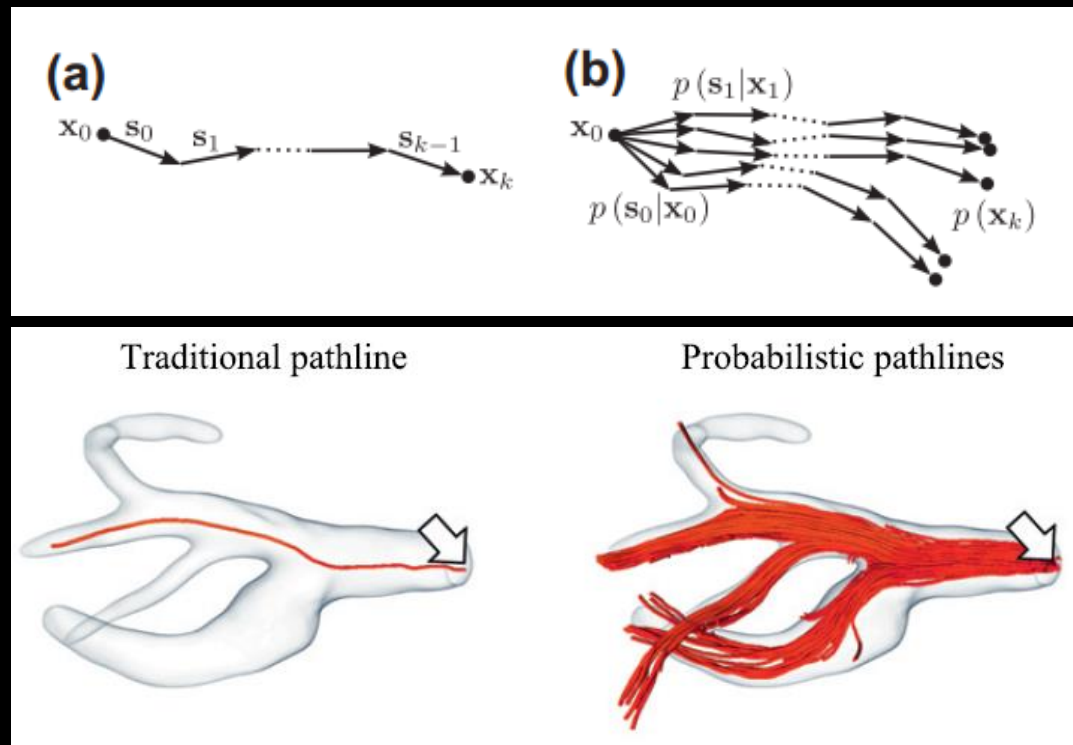 (a)
x₀ s₀ s₁ sₖ₋₁ xₖ
(b)
p (s₁|x₁)
x₀
p (s₀|x₀) p (xₖ)
Traditional pathline
Probabilistic pathlines